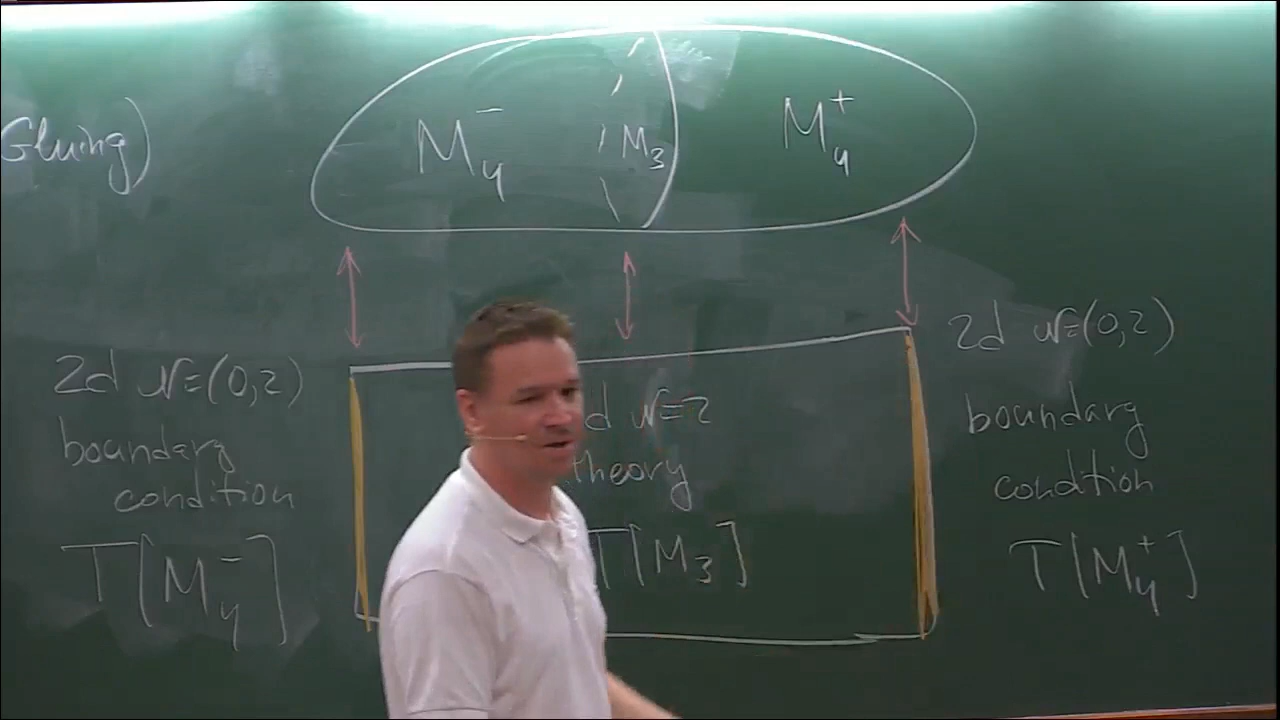 Gluing)
M₄⁻
M₃
M₄⁺
2d 𝒩=(0,2)
boundary
condition
T[M₄⁻]
d 𝒩=2
theory
T[M₃]
2d 𝒩=(0,2)
boundary
condition
T[M₄⁺]